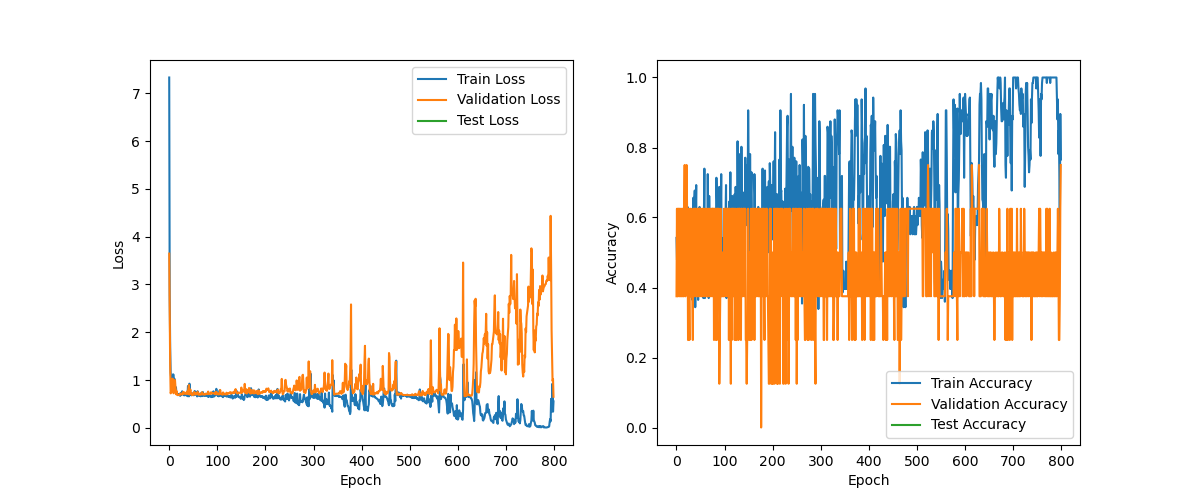 Train Loss
Validation Loss
Test Loss
7
6
5
4
3
2
1
0
Loss
0 100 200 300 400 500 600 700 800
Epoch
1.0
0.8
0.6
0.4
0.2
0.0
Accuracy
Train Accuracy
Validation Accuracy
Test Accuracy
0 100 200 300 400 500 600 700 800
Epoch